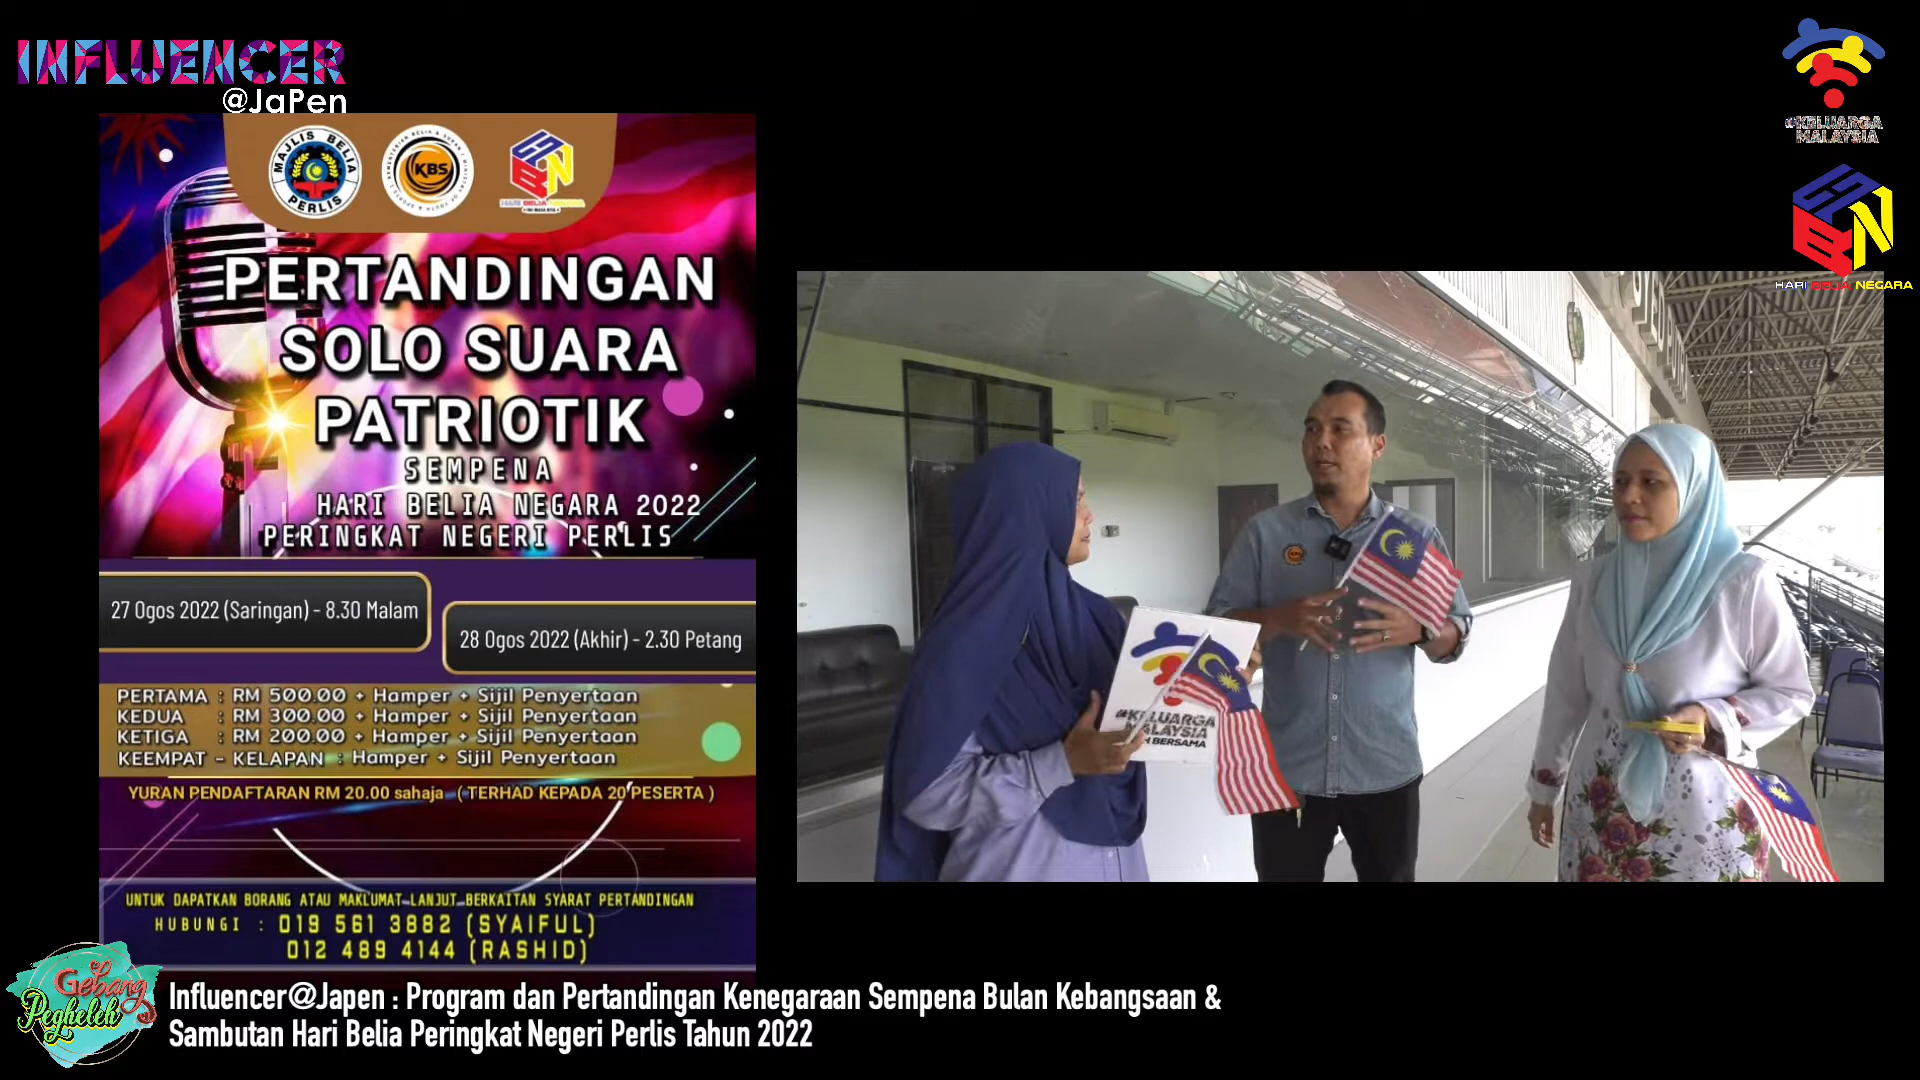 INFLUENCER
@JaPen
MAJLIS BELIA
PERLIS
KBS
HARI BELIA NEGARA
PERTANDINGAN
SOLO SUARA
PATRIOTIK
SEMPENA
HARI BELIA NEGARA 2022
PERINGKAT NEGERI PERLIS
27 Ogos 2022 (Saringan) - 8.30 Malam
28 Ogos 2022 (Akhir) - 2.30 Petang
PERTAMA : RM 500.00 + Hamper + Sijil Penyertaan
KEDUA : RM 300.00 + Hamper + Sijil Penyertaan
KETIGA : RM 200.00 + Hamper + Sijil Penyertaan
KEEMPAT - KELAPAN : Hamper + Sijil Penyertaan
YURAN PENDAFTARAN RM 20.00 sahaja ( TERHAD KEPADA 20 PESERTA )
UNTUK DAPATKAN BORANG ATAU MAKLUMAT LANJUT BERKAITAN SYARAT PERTANDINGAN
HUBUNGI : 019 561 3882 (SYAIFUL)
012 489 4144 (RASHID)
#KELUARGA
MALAYSIA
HARI BELIA NEGARA
#KELUARGA
MALAYSIA
BERSAMA
Gebang
Pegheleh
Influencer@Japen : Program dan Pertandingan Kenegaraan Sempena Bulan Kebangsaan &
Sambutan Hari Belia Peringkat Negeri Perlis Tahun 2022